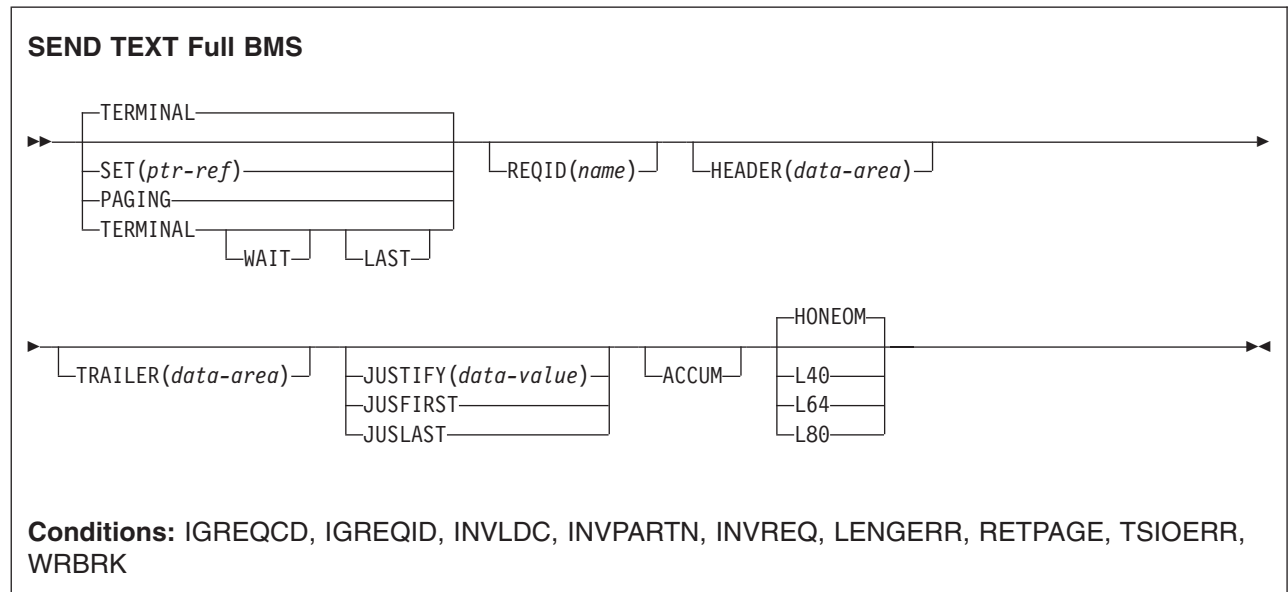 SEND TEXT Full BMS
TERMINAL
SET(ptr-ref)
PAGING
TERMINAL
WAIT
LAST
REQID(name)
HEADER(data-area)
TRAILER(data-area)
JUSTIFY(data-value)
JUSFIRST
JUSLAST
ACCUM
HONEOM
L40
L64
L80
Conditions: IGREQCD, IGREQID, INVLDC, INVPARTN, INVREQ, LENGERR, RETPAGE, TSIOERR,
WRBRK